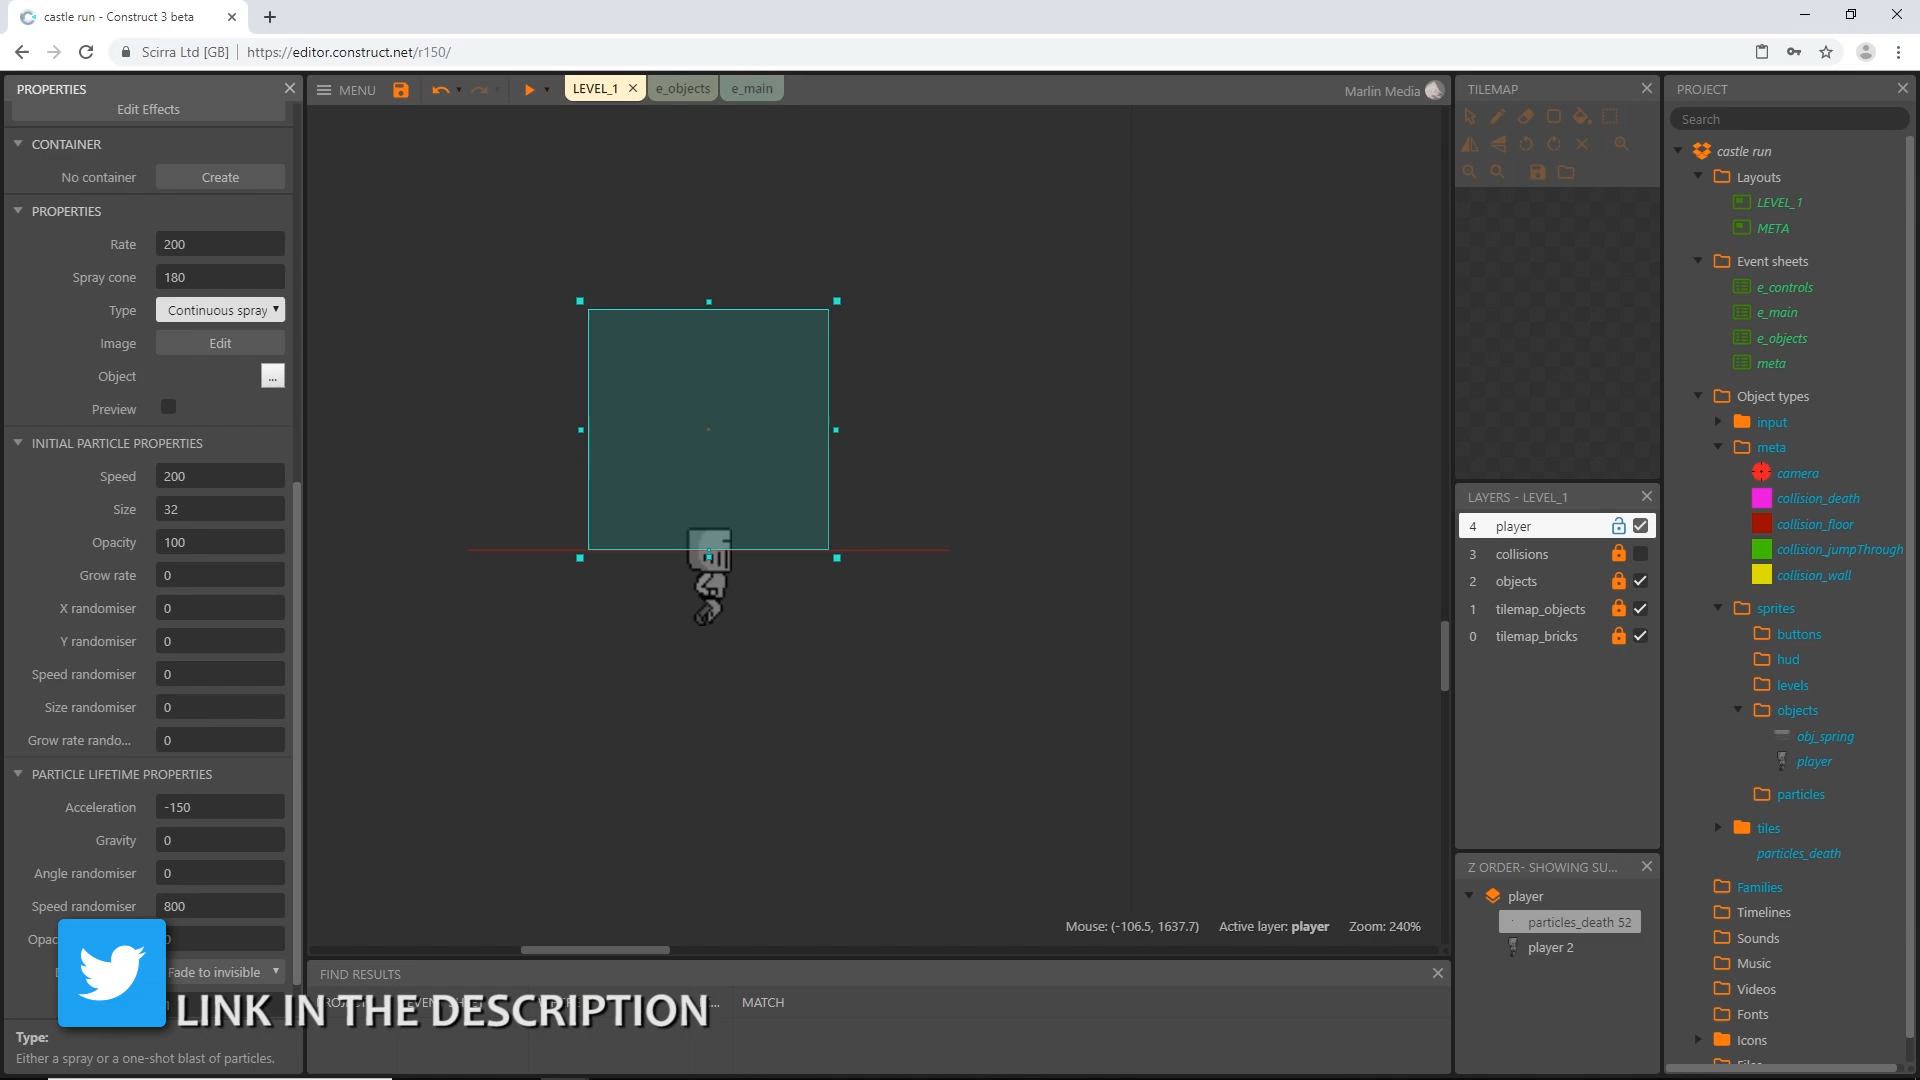 castle run - Construct 3 beta
Scirra Ltd [GB]
https://editor.construct.net/r150/
PROPERTIES
Edit Effects
CONTAINER
No container
Create
PROPERTIES
Rate
200
Spray cone
180
Type
Continuous spray
Image
Edit
Object
...
Preview
INITIAL PARTICLE PROPERTIES
Speed
200
Size
32
Opacity
100
Grow rate
0
X randomiser
0
Y randomiser
0
Speed randomiser
0
Size randomiser
0
Grow rate rando...
0
PARTICLE LIFETIME PROPERTIES
Acceleration
-150
Gravity
0
Angle randomiser
0
Speed randomiser
800
Fade to invisible
Type:
Either a spray or a one-shot blast of particles.
LINK IN THE DESCRIPTION
MENU
LEVEL_1
e_objects
e_main
Marlin Media
Mouse: (-106.5, 1637.7)
Active layer: player
Zoom: 240%
FIND RESULTS
MATCH
TILEMAP
LAYERS - LEVEL_1
4 player
3 collisions
2 objects
1 tilemap_objects
0 tilemap_bricks
Z ORDER- SHOWING SU...
player
particles_death 52
player 2
PROJECT
Search
castle run
Layouts
LEVEL_1
META
Event sheets
e_controls
e_main
e_objects
meta
Object types
input
meta
camera
collision_death
collision_floor
collision_jumpThrough
collision_wall
sprites
buttons
hud
levels
objects
obj_spring
player
particles
tiles
particles_death
Families
Timelines
Sounds
Music
Videos
Fonts
Icons